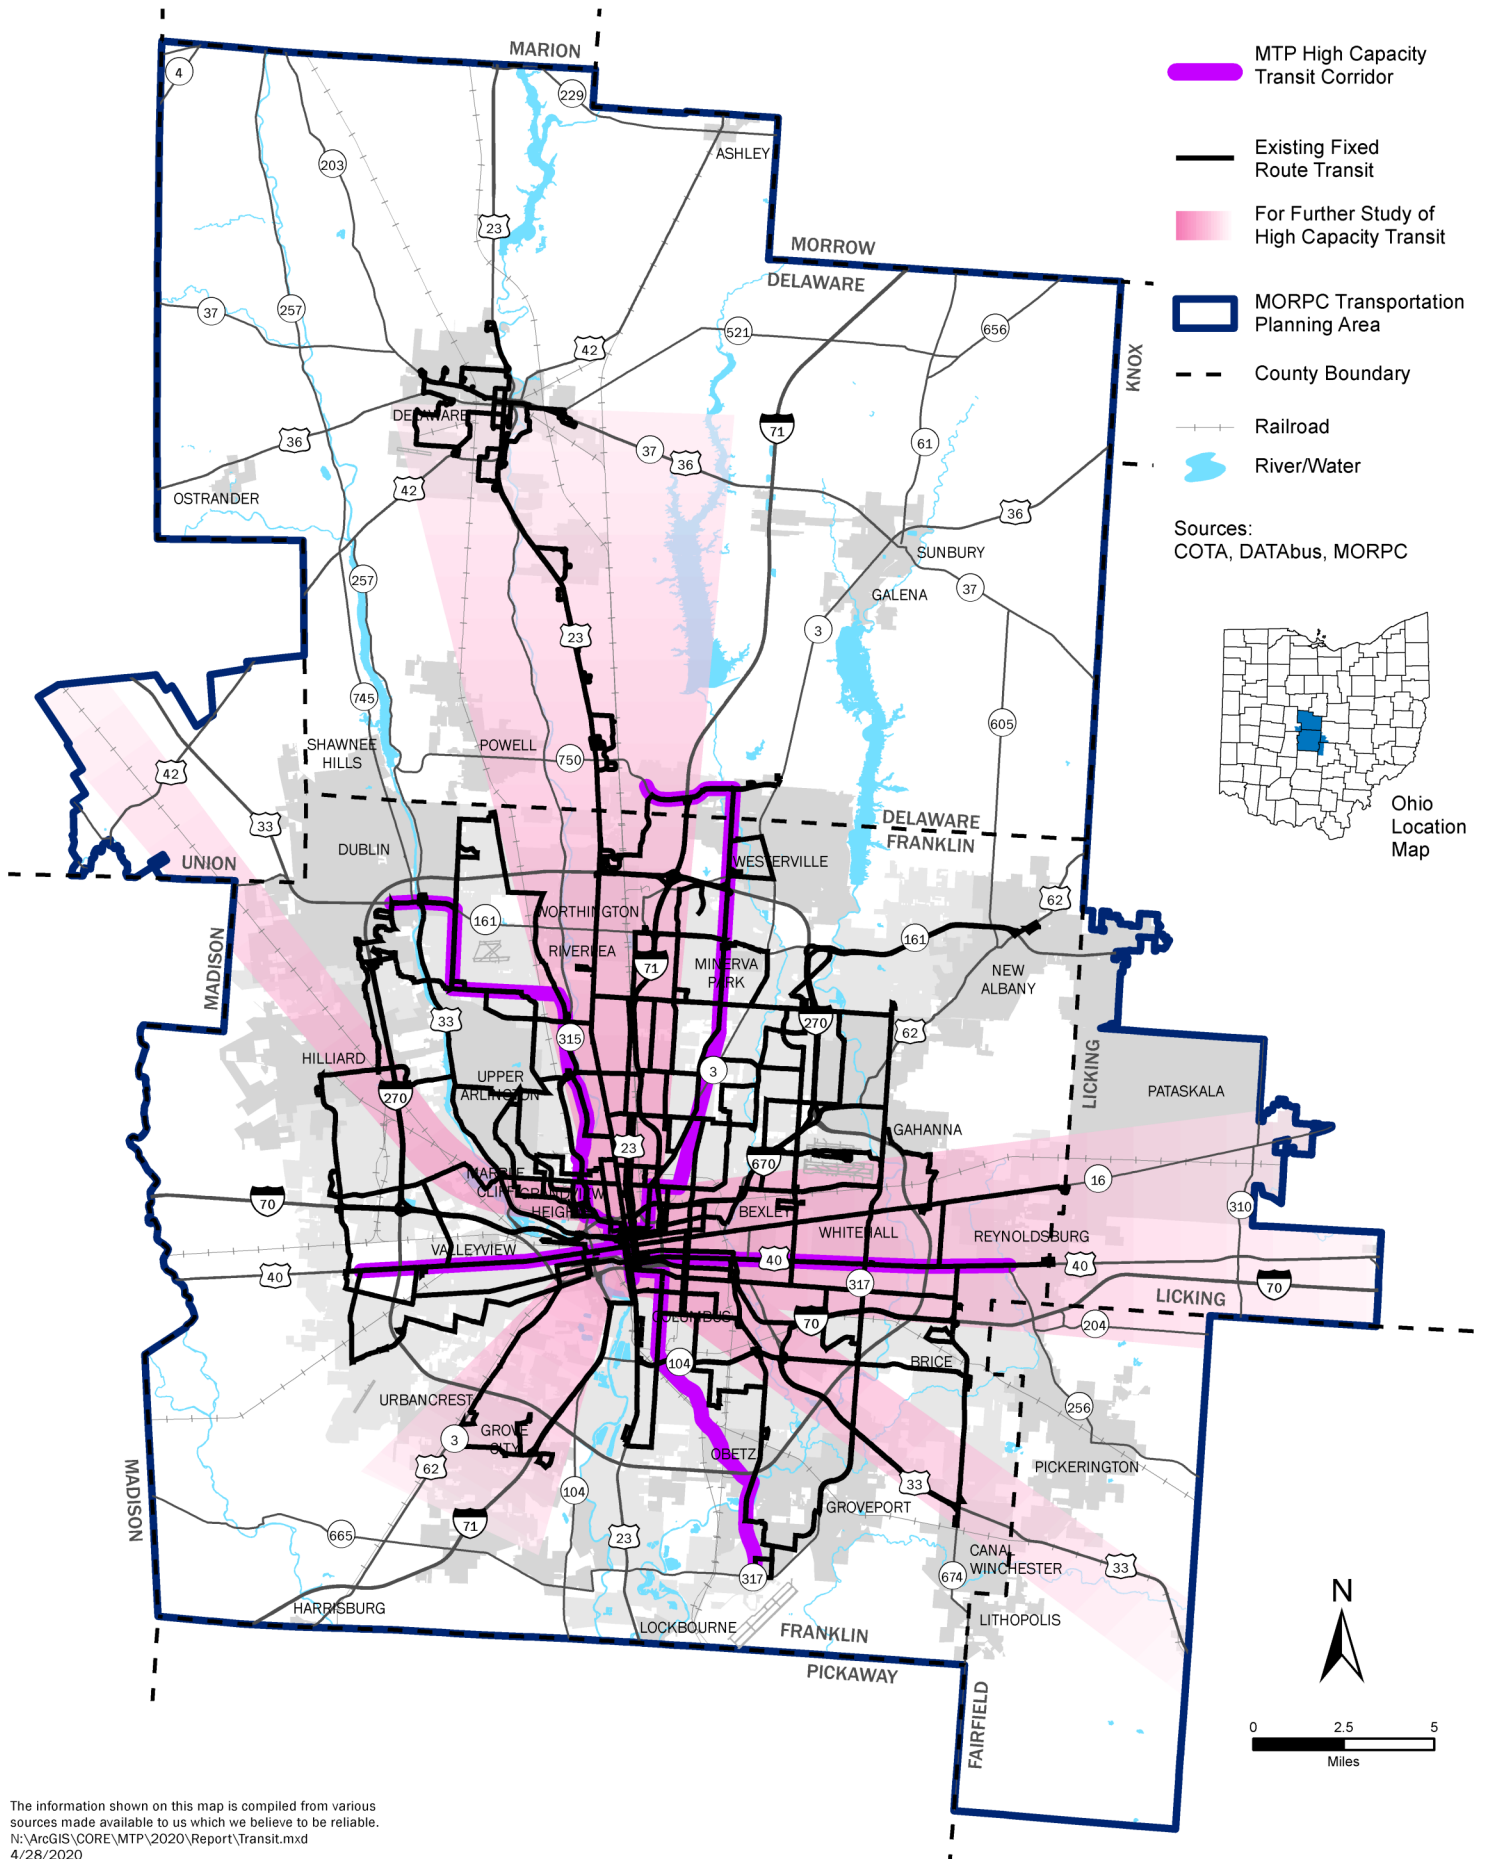 MARION
4
229
203
ASHLEY
23
MORROW
DELAWARE
37
257
521
656
42
KNOX
DELAWARE
36
71
61
37
36
42
OSTRANDER
36
SUNBURY
257
37
GALENA
3
23
745
605
SHAWNEE
HILLS
POWELL
750
42
33
DELAWARE
FRANKLIN
DUBLIN
WESTERVILLE
UNION
62
WORTHINGTON
161
161
RIVERLEA
71
MINERVA
PARK
NEW
ALBANY
MADISON
33
270
62
315
HILLIARD
3
LICKING
UPPER
ARLINGTON
270
PATASKALA
GAHANNA
23
670
MARBLE
CLIFF
GRANDVIEW
HEIGHTS
16
70
310
BEXLEY
WHITEHALL
REYNOLDSBURG
VALLEYVIEW
40
40
40
317
70
LICKING
COLUMBUS
70
204
104
BRICE
URBANCREST
256
3
GROVE
CITY
OBETZ
62
PICKERINGTON
33
MADISON
104
GROVEPORT
71
665
23
CANAL
WINCHESTER
33
317
674
HARRISBURG
LITHOPOLIS
LOCKBOURNE
FRANKLIN
PICKAWAY
FAIRFIELD
MTP High Capacity
Transit Corridor
Existing Fixed
Route Transit
For Further Study of
High Capacity Transit
MORPC Transportation
Planning Area
County Boundary
Railroad
River/Water
Sources:
COTA, DATAbus, MORPC
Ohio
Location
Map
N
0 2.5 5
Miles
The information shown on this map is compiled from various
sources made available to us which we believe to be reliable.
N:\ArcGIS\CORE\MTP\2020\Report\Transit.mxd
4/28/2020